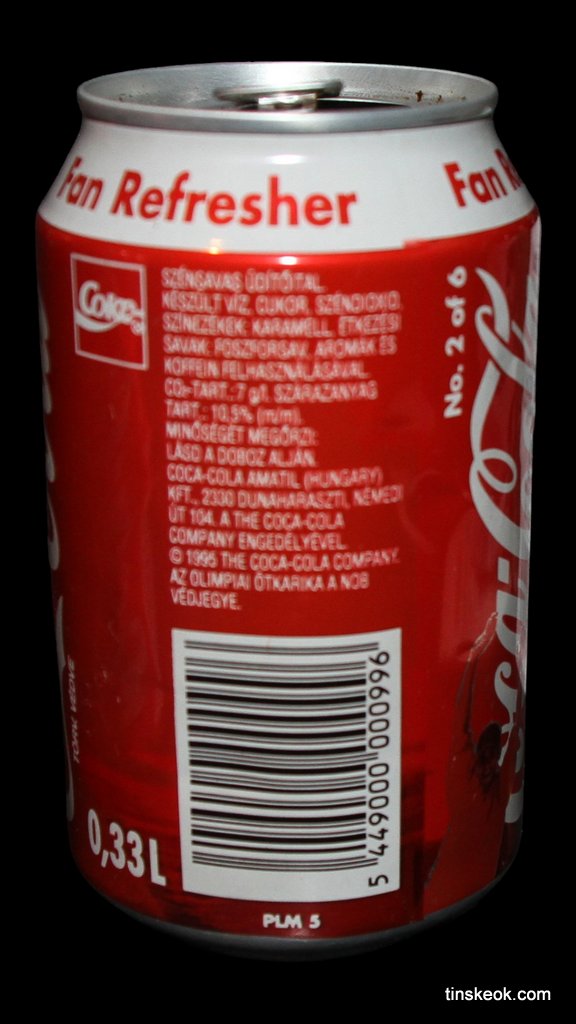 Fan Refresher
Fan R
Coke
SZÉNSAVAS ÜDÍTŐITAL.
KÉSZÜLT VÍZ, CUKOR, SZÉNDIOXID,
SZÍNEZÉKEK: KARAMELL, ÉTKEZÉSI
SAVAK: FOSZFORSAV, AROMÁK ÉS
KOFFEIN FELHASZNÁLÁSÁVAL.
CO₂-TART.: 7 g/l, SZÁRAZANYAG
TART.: 10,5% (m/m).
MINŐSÉGÉT MEGŐRZI:
LÁSD A DOBOZ ALJÁN.
COCA-COLA AMATIL (HUNGARY)
KFT., 2330 DUNAHARASZTI, NÉMEDI
ÚT 104. A THE COCA-COLA
COMPANY ENGEDÉLYÉVEL.
© 1995 THE COCA-COLA COMPANY.
AZ OLIMPIAI ÖTKARIKA A NOB
VÉDJEGYE.
No. 2 of 6
TÖRV. VÉDVE
5 449000 000996
0,33L
PLM 5
tinskeok.com